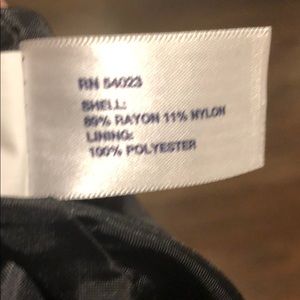 RN 54023
SHELL:
89% RAYON 11% NYLON
LINING:
100% POLYESTER